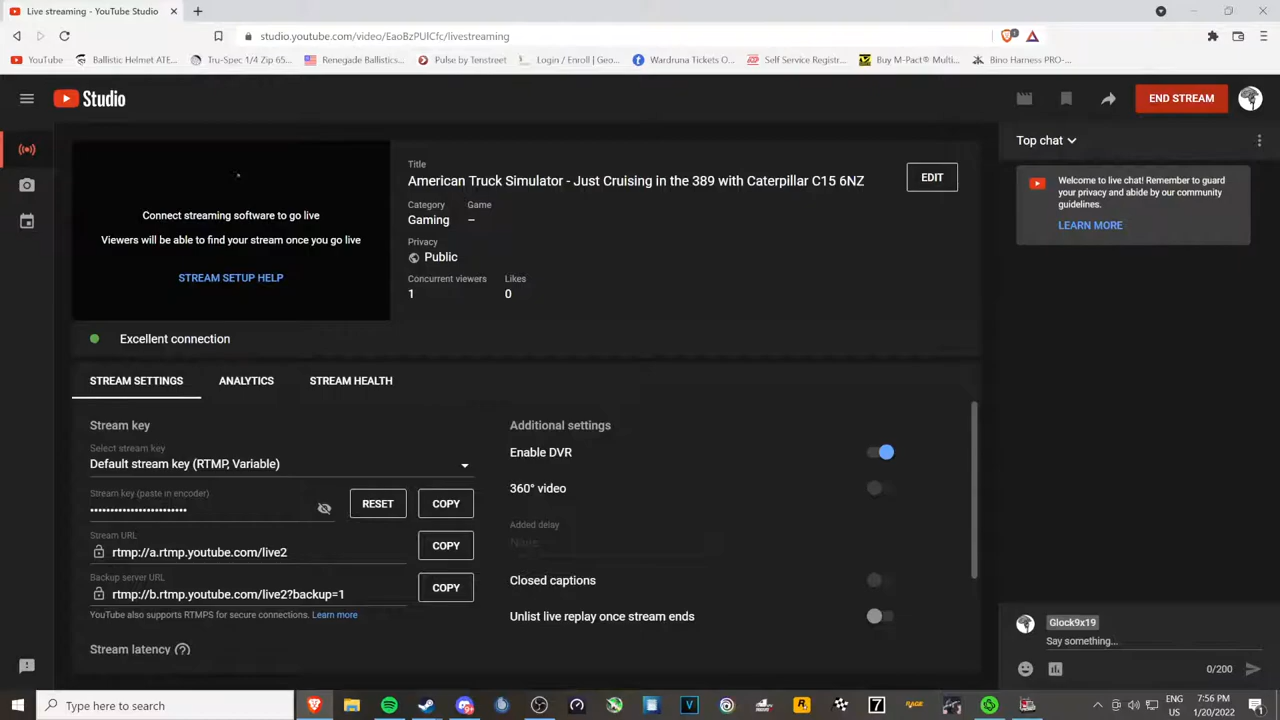 Live streaming - YouTube Studio
studio.youtube.com/video/EaoBzPUlCfc/livestreaming
YouTube
Ballistic Helmet ATE...
Tru-Spec 1/4 Zip 65...
Renegade Ballistics...
Pulse by Tenstreet
Login / Enroll | Geo...
Wardruna Tickets O...
Self Service Registr...
Buy M-Pact® Multi...
Bino Harness PRO-...
Studio
END STREAM
Connect streaming software to go live
Viewers will be able to find your stream once you go live
STREAM SETUP HELP
Title
American Truck Simulator - Just Cruising in the 389 with Caterpillar C15 6NZ
EDIT
Category Game
Gaming –
Privacy
Public
Concurrent viewers Likes
1 0
Excellent connection
STREAM SETTINGS ANALYTICS STREAM HEALTH
Stream key
Select stream key
Default stream key (RTMP, Variable)
Stream key (paste in encoder)
••••••••••••••••••••••••
RESET COPY
Stream URL
rtmp://a.rtmp.youtube.com/live2
COPY
Backup server URL
rtmp://b.rtmp.youtube.com/live2?backup=1
COPY
YouTube also supports RTMPS for secure connections. Learn more
Stream latency
Additional settings
Enable DVR
360° video
Added delay
None
Closed captions
Unlist live replay once stream ends
Top chat
Welcome to live chat! Remember to guard
your privacy and abide by our community
guidelines.
LEARN MORE
Glock9x19
Say something...
0/200
Type here to search
ENG
US
7:56 PM
1/20/2022